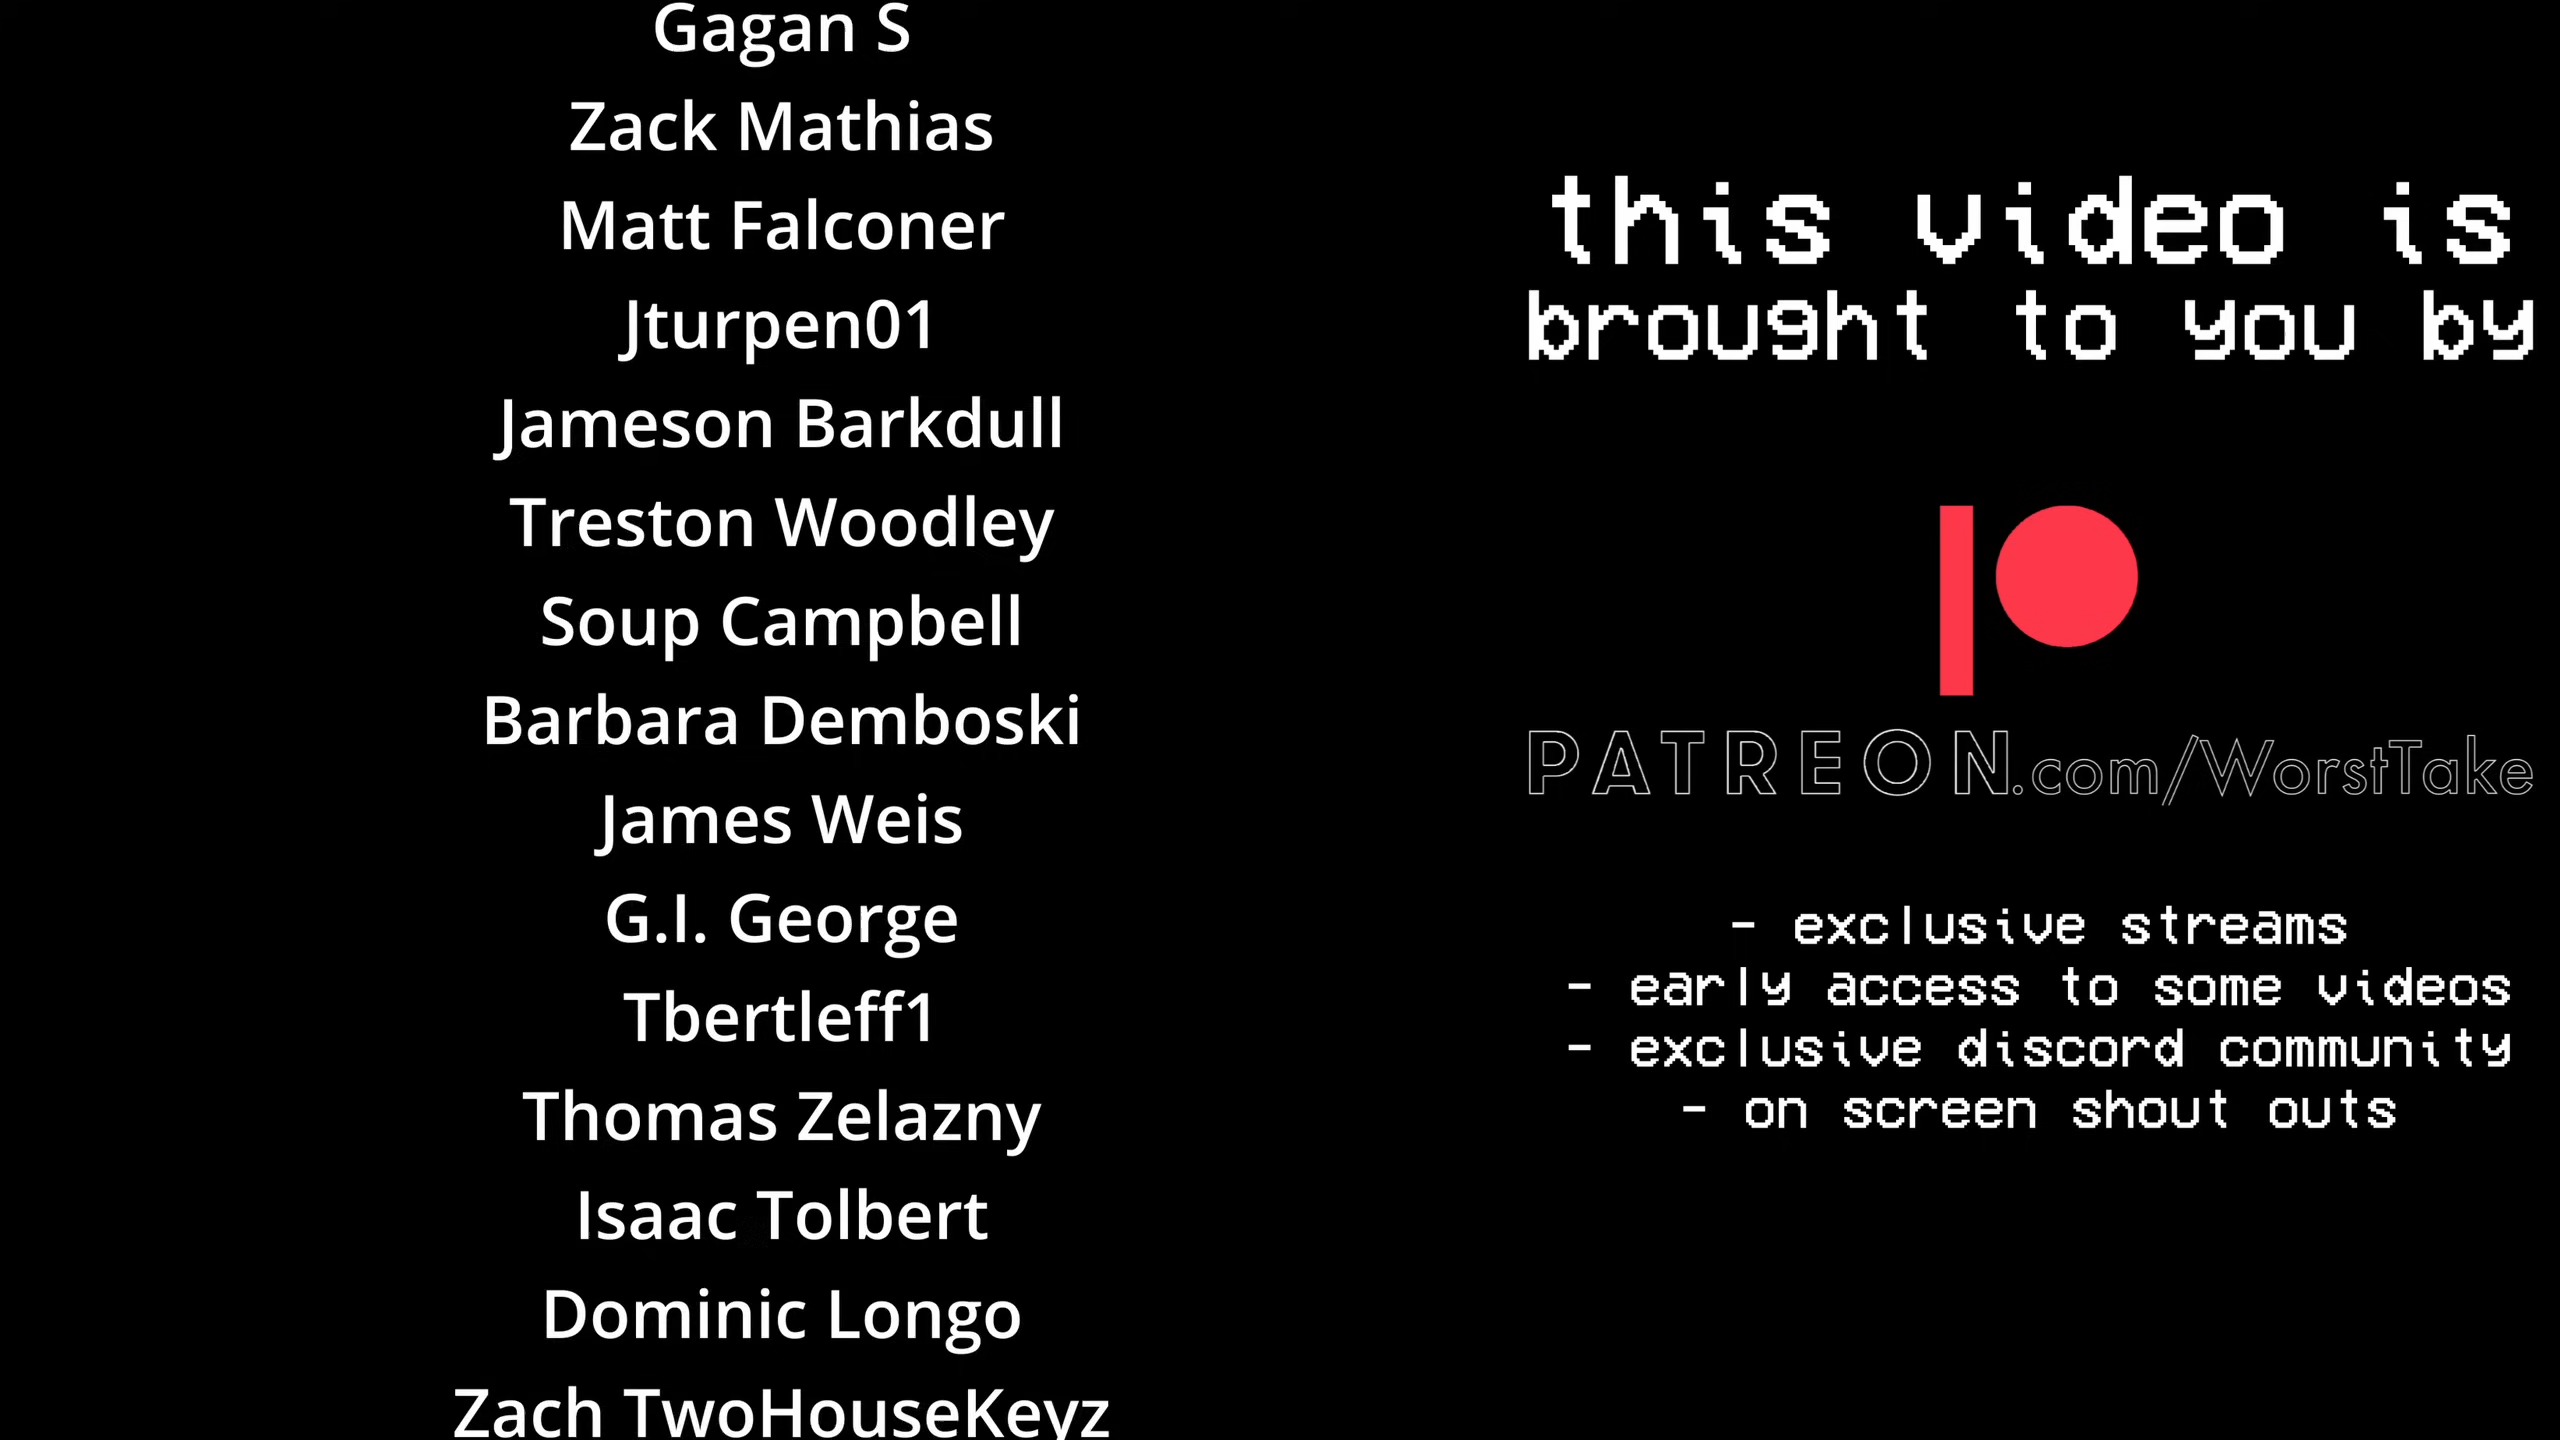 Gagan S
Zack Mathias
Matt Falconer
Jturpen01
Jameson Barkdull
Treston Woodley
Soup Campbell
Barbara Demboski
James Weis
G.I. George
Tbertleff1
Thomas Zelazny
Isaac Tolbert
Dominic Longo
Zach TwoHouseKeyz
this video is
brought to you by
PATREON.com/WorstTake
- exclusive streams
- early access to some videos
- exclusive discord community
- on screen shout outs